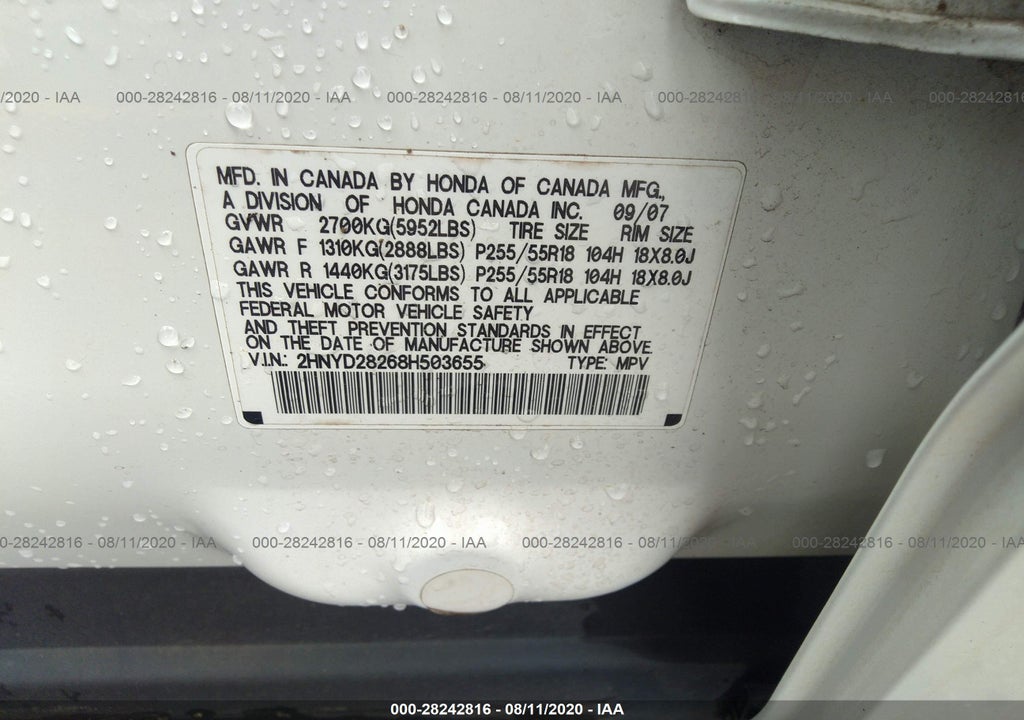 000-28242816 - 08/11/2020 - IAA 000-28242816 - 08/11/2020 - IAA 000-28242816 - 08/11/2020 - IAA
MFD. IN CANADA BY HONDA OF CANADA MFG.,
A DIVISION OF HONDA CANADA INC. 09/07
GVWR 2700KG(5952LBS) TIRE SIZE RIM SIZE
GAWR F 1310KG(2888LBS) P255/55R18 104H 18X8.0J
GAWR R 1440KG(3175LBS) P255/55R18 104H 18X8.0J
THIS VEHICLE CONFORMS TO ALL APPLICABLE
FEDERAL MOTOR VEHICLE SAFETY
AND THEFT PREVENTION STANDARDS IN EFFECT
ON THE DATE OF MANUFACTURE SHOWN ABOVE.
V.I.N.: 2HNYD28268H503655 TYPE: MPV
000-28242816 - 08/11/2020 - IAA 000-28242816 - 08/11/2020 - IAA 000-28242816 - 08/11/2020 - IAA
000-28242816 - 08/11/2020 - IAA